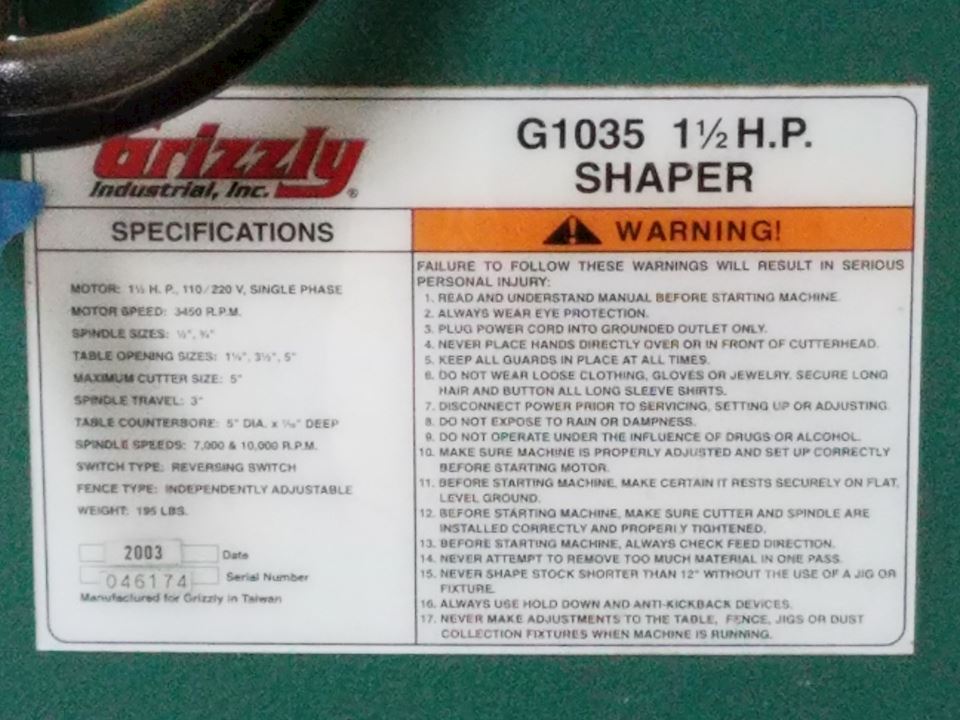 Grizzly
Industrial, Inc.®
G1035 1½ H.P.
SHAPER
SPECIFICATIONS
MOTOR: 1½ H. P., 110/220 V, SINGLE PHASE
MOTOR SPEED: 3450 R.P.M.
SPINDLE SIZES: ½", ¾"
TABLE OPENING SIZES: 1¼", 3½", 5"
MAXIMUM CUTTER SIZE: 5"
SPINDLE TRAVEL: 3"
TABLE COUNTERBORE: 5" DIA. x DEEP
SPINDLE SPEEDS: 7,000 & 10,000 R.P.M.
SWITCH TYPE: REVERSING SWITCH
FENCE TYPE: INDEPENDENTLY ADJUSTABLE
WEIGHT: 195 LBS.
2003 Date
046174 Serial Number
Manufactured for Grizzly in Taiwan
WARNING!
FAILURE TO FOLLOW THESE WARNINGS WILL RESULT IN SERIOUS
PERSONAL INJURY:
1. READ AND UNDERSTAND MANUAL BEFORE STARTING MACHINE.
2. ALWAYS WEAR EYE PROTECTION.
3. PLUG POWER CORD INTO GROUNDED OUTLET ONLY.
4. NEVER PLACE HANDS DIRECTLY OVER OR IN FRONT OF CUTTERHEAD.
5. KEEP ALL GUARDS IN PLACE AT ALL TIMES.
6. DO NOT WEAR LOOSE CLOTHING, GLOVES OR JEWELRY. SECURE LONG
HAIR AND BUTTON ALL LONG SLEEVE SHIRTS.
7. DISCONNECT POWER PRIOR TO SERVICING, SETTING UP OR ADJUSTING.
8. DO NOT EXPOSE TO RAIN OR DAMPNESS.
9. DO NOT OPERATE UNDER THE INFLUENCE OF DRUGS OR ALCOHOL.
10. MAKE SURE MACHINE IS PROPERLY ADJUSTED AND SET UP CORRECTLY
BEFORE STARTING MOTOR.
11. BEFORE STARTING MACHINE, MAKE CERTAIN IT RESTS SECURELY ON FLAT,
LEVEL GROUND.
12. BEFORE STARTING MACHINE, MAKE SURE CUTTER AND SPINDLE ARE
INSTALLED CORRECTLY AND PROPERLY TIGHTENED.
13. BEFORE STARTING MACHINE, ALWAYS CHECK FEED DIRECTION.
14. NEVER ATTEMPT TO REMOVE TOO MUCH MATERIAL IN ONE PASS.
15. NEVER SHAPE STOCK SHORTER THAN 12" WITHOUT THE USE OF A JIG OR
FIXTURE.
16. ALWAYS USE HOLD DOWN AND ANTI-KICKBACK DEVICES.
17. NEVER MAKE ADJUSTMENTS TO THE TABLE, FENCE, JIGS OR DUST
COLLECTION FIXTURES WHEN MACHINE IS RUNNING.